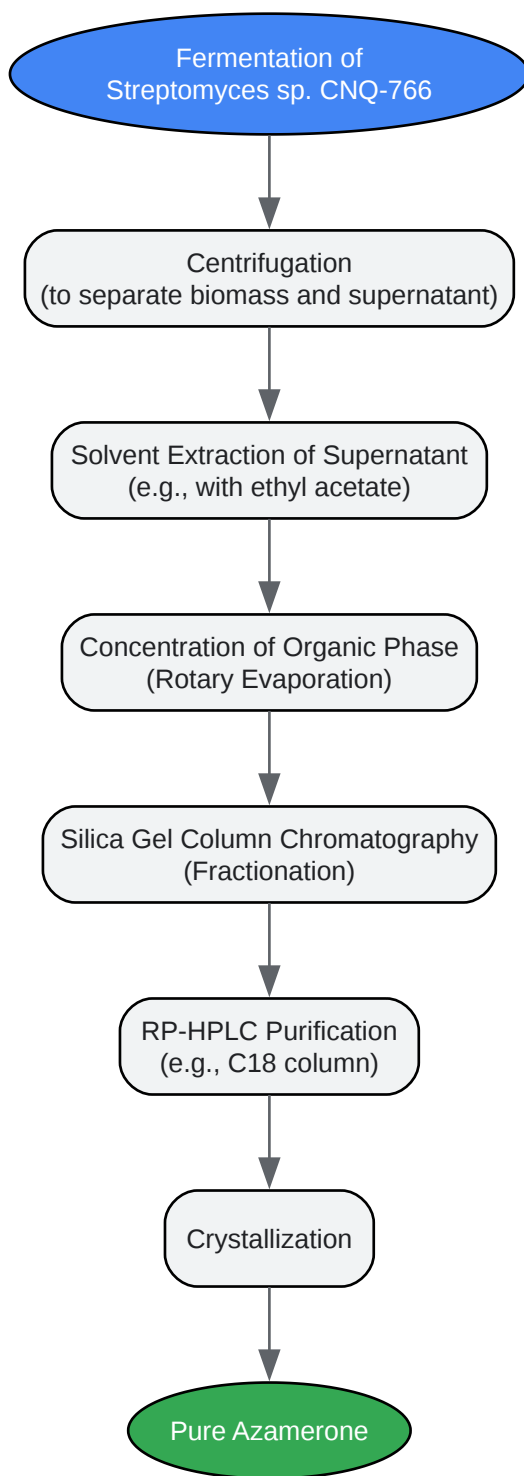 Fermentation of
Streptomyces sp. CNQ-766
Centrifugation
(to separate biomass and supernatant)
Solvent Extraction of Supernatant
(e.g., with ethyl acetate)
Concentration of Organic Phase
(Rotary Evaporation)
Silica Gel Column Chromatography
(Fractionation)
RP-HPLC Purification
(e.g., C18 column)
Crystallization
Pure Azamerone